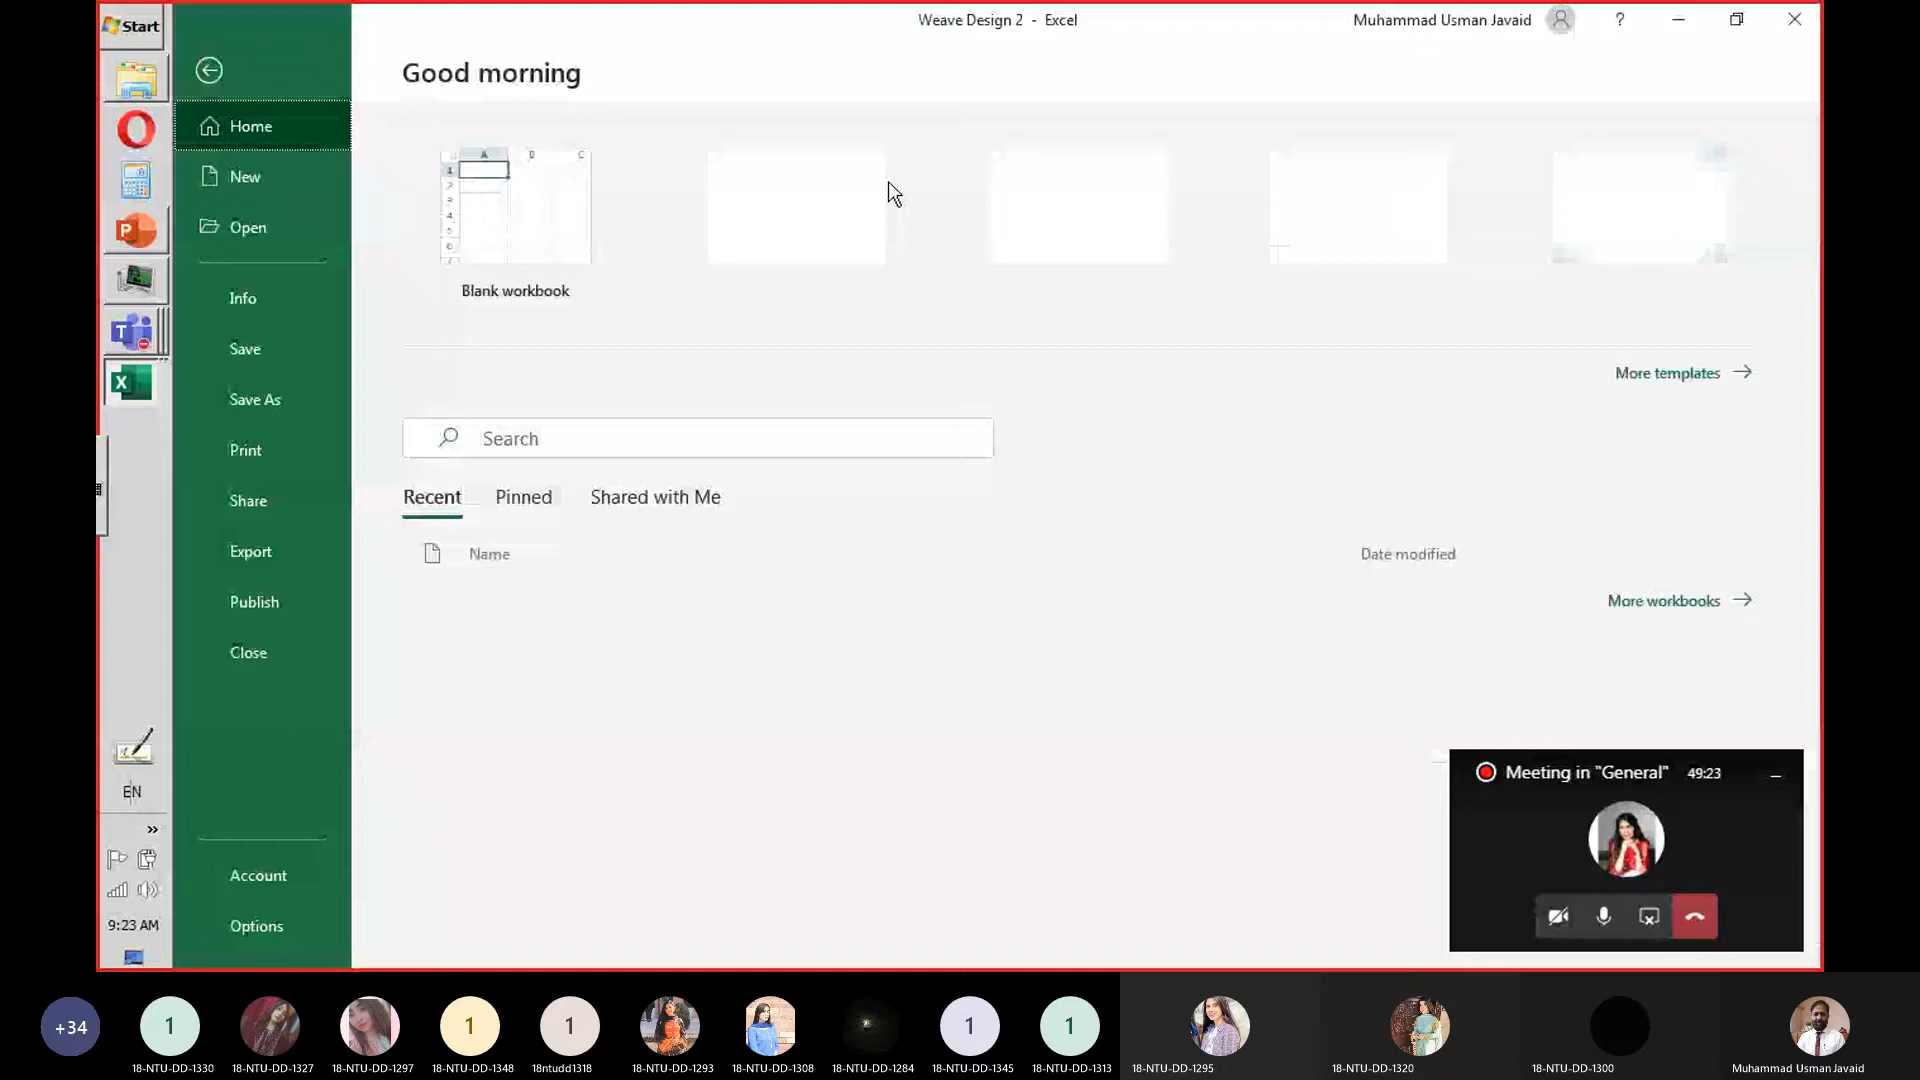 Start
Weave Design 2 - Excel
Muhammad Usman Javaid
?
Good morning
Home
New
Open
Info
Save
Save As
Print
Share
Export
Publish
Close
Account
Options
A
C
1
Blank workbook
More templates
Search
Recent Pinned Shared with Me
Name
Date modified
More workbooks
P
T
X
EN
9:23 AM
Meeting in "General" 49:23
+34
1
1
1
1
1
18-NTU-DD-1330
18-NTU-DD-1327
18-NTU-DD-1297
18-NTU-DD-1348
18ntudd1318
18-NTU-DD-1293
18-NTU-DD-1308
18-NTU-DD-1284
18-NTU-DD-1345
18-NTU-DD-1313
18-NTU-DD-1295
18-NTU-DD-1320
18-NTU-DD-1300
Muhammad Usman Javaid